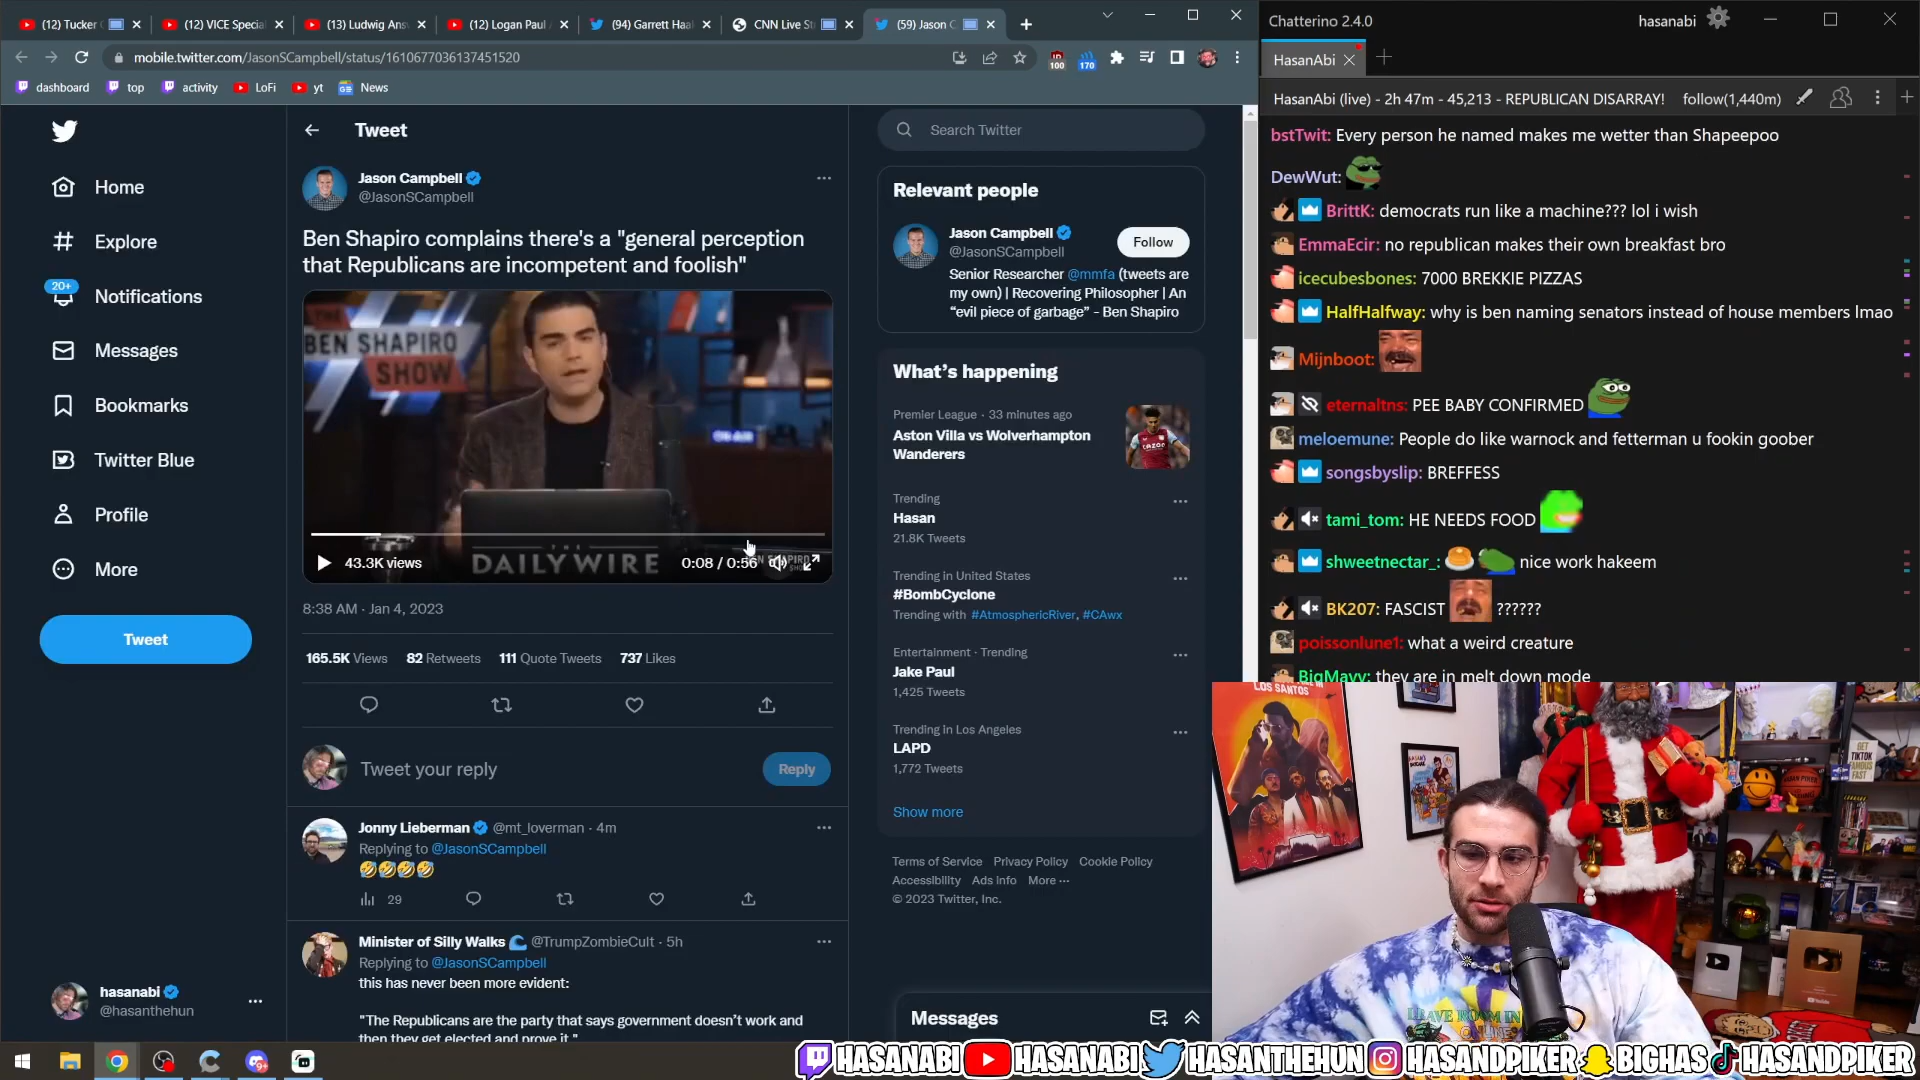 (12) Tucker
(12) VICE Specia
(13) Ludwig Ans
(12) Logan Paul
(94) Garrett Haa
CNN Live S
(59) Jason C
mobile.twitter.com/JasonSCampbell/status/1610677036137451520
100
170
dashboard
top
activity
LoFi
yt
News
Home
Explore
20+
Notifications
Messages
Bookmarks
Twitter Blue
Profile
More
Tweet
hasanabi
@hasanthehun
Tweet
Jason Campbell
@JasonSCampbell
Ben Shapiro complains there's a "general perception
that Republicans are incompetent and foolish"
THE
BEN SHAPIRO
SHOW
ON AIR
THE
DAILYWIRE
43.3K views
0:08 / 0:56
8:38 AM · Jan 4, 2023
165.5K Views 82 Retweets 111 Quote Tweets 737 Likes
Tweet your reply
Reply
Jonny Lieberman @mt_loverman · 4m
Replying to @JasonSCampbell
🤣🤣🤣🤣
29
Minister of Silly Walks 🌊 @TrumpZombieCult · 5h
Replying to @JasonSCampbell
this has never been more evident:
"The Republicans are the party that says government doesn't work and
then they get elected and prove it."
Search Twitter
Relevant people
Jason Campbell
@JasonSCampbell
Follow
Senior Researcher @mmfa (tweets are
my own) | Recovering Philosopher | An
“evil piece of garbage” - Ben Shapiro
What's happening
Premier League · 33 minutes ago
Aston Villa vs Wolverhampton
Wanderers
Trending
Hasan
21.8K Tweets
Trending in United States
#BombCyclone
Trending with #AtmosphericRiver, #CAwx
Entertainment · Trending
Jake Paul
1,425 Tweets
Trending in Los Angeles
LAPD
1,772 Tweets
Show more
Terms of Service Privacy Policy Cookie Policy
Accessibility Ads info More ···
© 2023 Twitter, Inc.
Messages
Chatterino 2.4.0
hasanabi
HasanAbi
HasanAbi (live) - 2h 47m - 45,213 - REPUBLICAN DISARRAY!
follow(1,440m)
bstTwit: Every person he named makes me wetter than Shapeepoo
DewWut:
BrittK: democrats run like a machine??? lol i wish
EmmaEcir: no republican makes their own breakfast bro
icecubesbones: 7000 BREKKIE PIZZAS
HalfHalfway: why is ben naming senators instead of house members lmao
Mijnboot:
eternaltns: PEE BABY CONFIRMED
meloemune: People do like warnock and fetterman u fookin goober
songsbyslip: BREFFESS
tami_tom: HE NEEDS FOOD
shweetnectar_: nice work hakeem
BK207: FASCIST ??????
poissonlune1: what a weird creature
BigMavv: they are in melt down mode
LOS SANTOS
GET
TIKTOK
FAMOUS
FAST
HASANABI HASANABI HASANTHEHUN HASANDPIKER BIGHAS HASANDPIKER